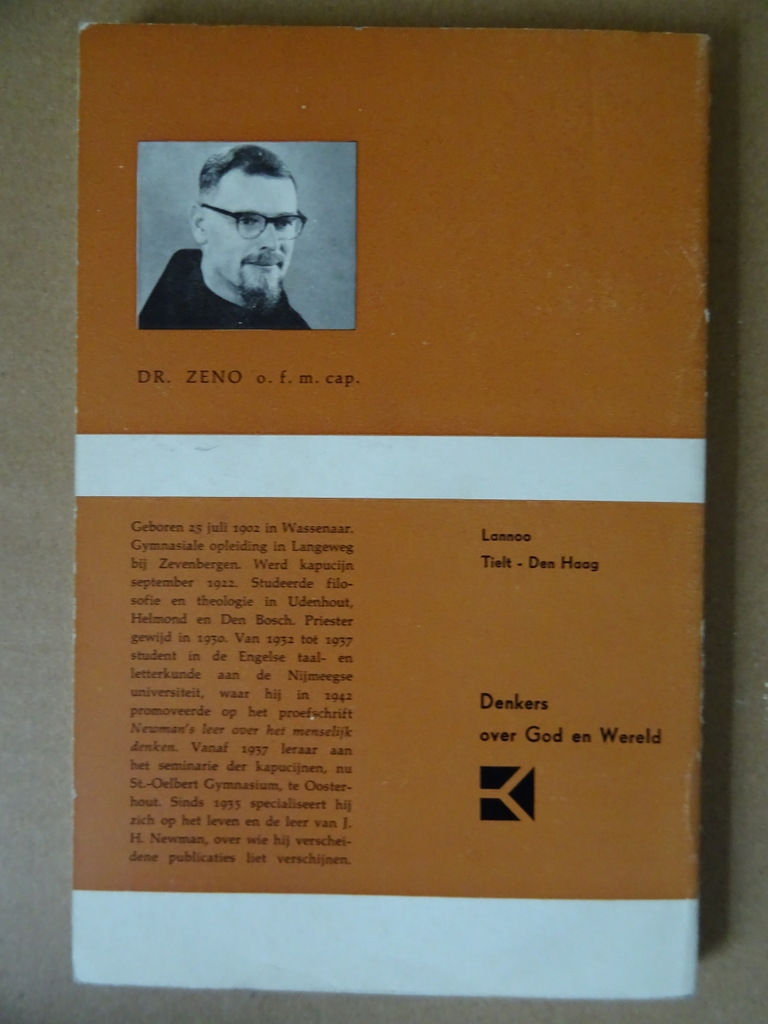 DR. ZENO o. f. m. cap.
Geboren 25 juli 1902 in Wassenaar.
Gymnasiale opleiding in Langeweg
bij Zevenbergen. Werd kapucijn
september 1922. Studeerde filo-
sofie en theologie in Udenhout,
Helmond en Den Bosch. Priester
gewijd in 1930. Van 1932 tot 1937
student in de Engelse taal- en
letterkunde aan de Nijmeegse
universiteit, waar hij in 1942
promoveerde op het proefschrift
Newman's leer over het menselijk
denken. Vanaf 1937 leraar aan
het seminarie der kapucijnen, nu
St.-Oelbert Gymnasium, te Ooster-
hout. Sinds 1935 specialiseert hij
zich op het leven en de leer van J.
H. Newman, over wie hij verschei-
dene publicaties liet verschijnen.
Lannoo
Tielt - Den Haag
Denkers
over God en Wereld